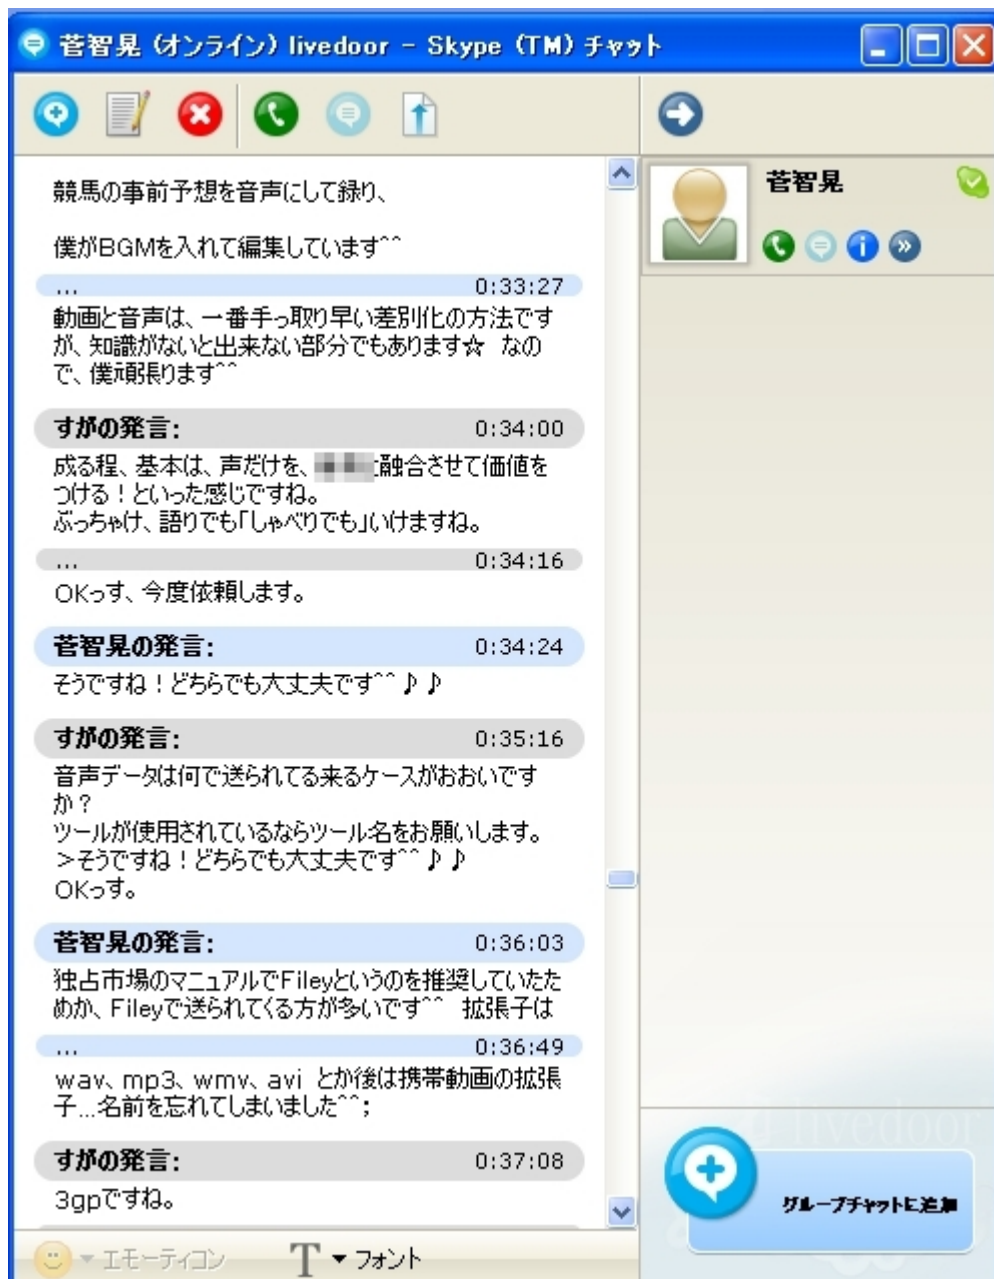 菅智晃 (オンライン) livedoor - Skype (TM) チャット
菅智晃
競馬の事前予想を音声にして録り、
僕がBGMを入れて編集しています^^
... 0:33:27
動画と音声は、一番手っ取り早い差別化の方法です
が、知識がないと出来ない部分でもあります☆ なの
で、僕頑張ります^^
すがの発言: 0:34:00
成る程、基本は、声だけを、融合させて価値を
つける！といった感じですね。
ぶっちゃけ、語りでも「しゃべりでも」いけますね。
... 0:34:16
OKっす、今度依頼します。
菅智晃の発言: 0:34:24
そうですね！どちらでも大丈夫です^^♪♪
すがの発言: 0:35:16
音声データは何で送られてる来るケースがおおいです
か？
ツールが使用されているならツール名をお願いします。
＞そうですね！どちらでも大丈夫です^^♪♪
OKっす。
菅智晃の発言: 0:36:03
独占市場のマニュアルでFileyというのを推奨していたた
めか、Fileyで送られてくる方が多いです^^ 拡張子は
... 0:36:49
wav、mp3、wmv、avi とか後は携帯動画の拡張
子...名前を忘れてしまいました^^;
すがの発言: 0:37:08
3gpですね。
livedoor
グループチャットに追加
エモーティコン
T フォント